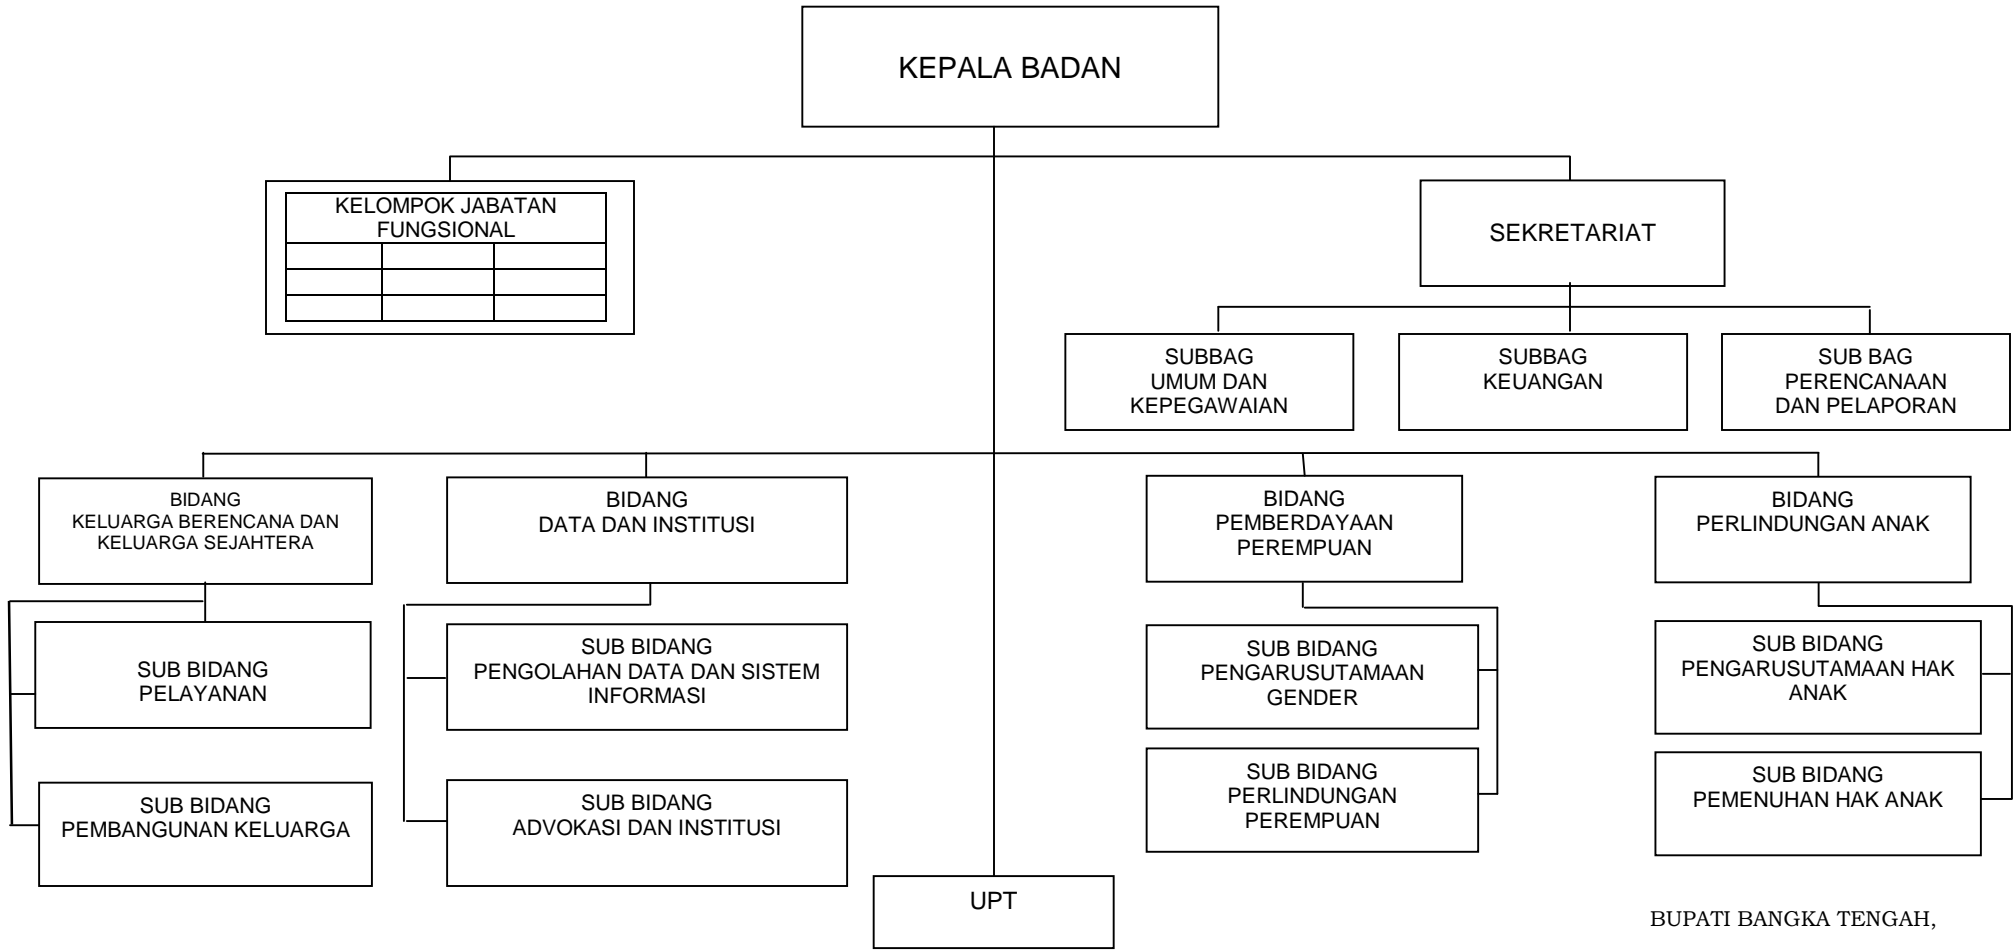 KEPALA BADAN
KELOMPOK JABATAN
FUNGSIONAL
SEKRETARIAT
SUBBAG
UMUM DAN
KEPEGAWAIAN
SUBBAG
KEUANGAN
SUB BAG
PERENCANAAN
DAN PELAPORAN
BIDANG
KELUARGA BERENCANA DAN
KELUARGA SEJAHTERA
BIDANG
DATA DAN INSTITUSI
BIDANG
PEMBERDAYAAN
PEREMPUAN
BIDANG
PERLINDUNGAN ANAK
SUB BIDANG
PELAYANAN
SUB BIDANG
PENGOLAHAN DATA DAN SISTEM
INFORMASI
SUB BIDANG
PENGARUSUTAMAAN
GENDER
SUB BIDANG
PENGARUSUTAMAAN HAK
ANAK
SUB BIDANG
PEMBANGUNAN KELUARGA
SUB BIDANG
ADVOKASI DAN INSTITUSI
SUB BIDANG
PERLINDUNGAN
PEREMPUAN
SUB BIDANG
PEMENUHAN HAK ANAK
UPT
BUPATI BANGKA TENGAH,